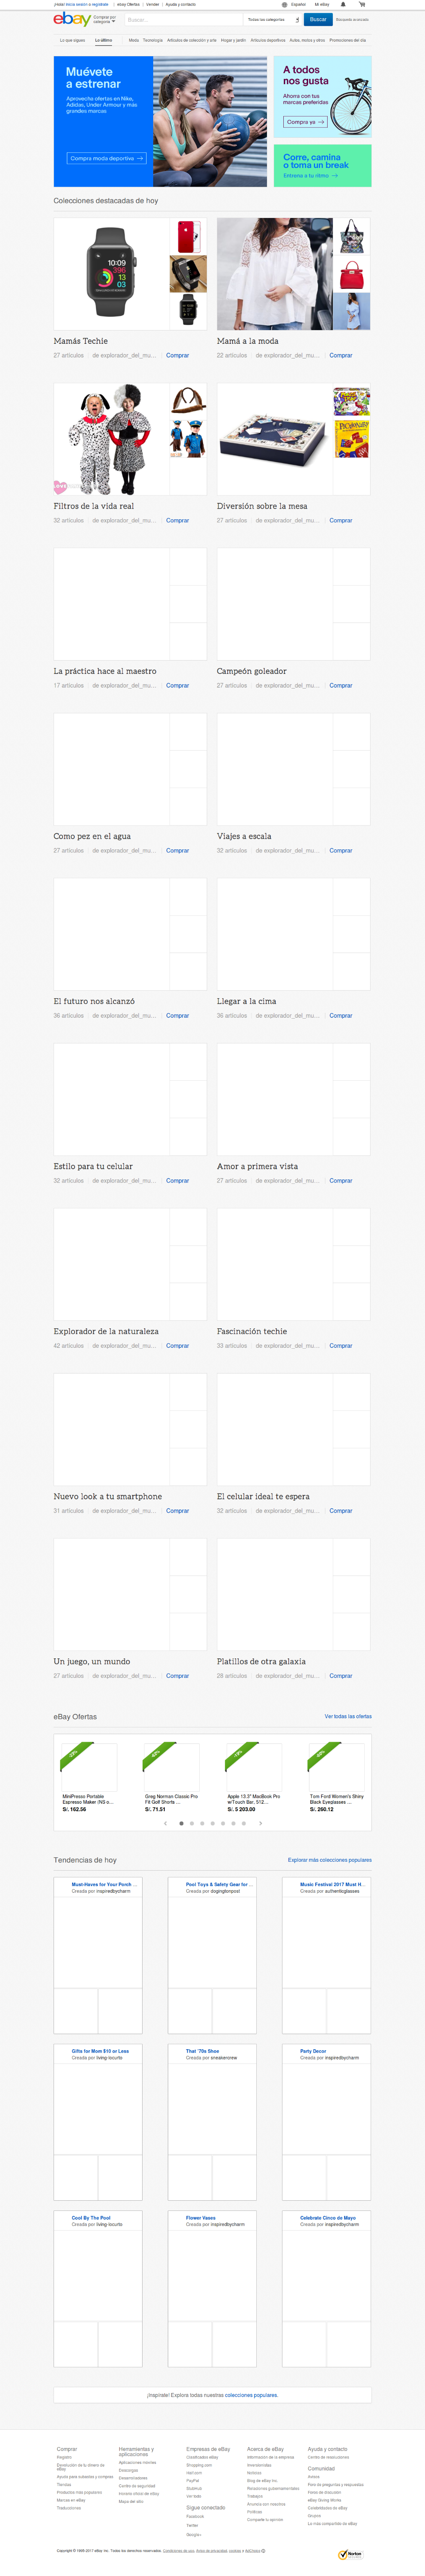 ¡Hola! Inicia sesión o regístrate | ebay Ofertas | Vender | Ayuda y contacto
Español Mi eBay
ebay
Comprar por categoría
Buscar...
Todas las categorías
Buscar
Búsqueda avanzada
Lo que sigues
Lo último
Moda
Tecnología
Artículos de colección y arte
Hogar y jardín
Artículos deportivos
Autos, motos y otros
Promociones del día
Muévete
a estrenar
Aprovecha ofertas en Nike,
Adidas, Under Armour y más
grandes marcas
Compra moda deportiva →
A todos
nos gusta
Ahorra con tus
marcas preferidas
Compra ya →
Corre, camina
o toma un break
Entrena a tu ritmo →
Colecciones destacadas de hoy
10:09
396
13
03
Mamás Techie
27 artículos | de explorador_del_mu... | Comprar
Mamá a la moda
22 artículos | de explorador_del_mu... | Comprar
Filtros de la vida real
32 artículos | de explorador_del_mu... | Comprar
PICTIONARY
Diversión sobre la mesa
27 artículos | de explorador_del_mu... | Comprar
La práctica hace al maestro
17 artículos | de explorador_del_mu... | Comprar
Campeón goleador
27 artículos | de explorador_del_mu... | Comprar
Como pez en el agua
27 artículos | de explorador_del_mu... | Comprar
Viajes a escala
32 artículos | de explorador_del_mu... | Comprar
El futuro nos alcanzó
36 artículos | de explorador_del_mu... | Comprar
Llegar a la cima
36 artículos | de explorador_del_mu... | Comprar
Estilo para tu celular
32 artículos | de explorador_del_mu... | Comprar
Amor a primera vista
27 artículos | de explorador_del_mu... | Comprar
Explorador de la naturaleza
42 artículos | de explorador_del_mu... | Comprar
Fascinación techie
33 artículos | de explorador_del_mu... | Comprar
Nuevo look a tu smartphone
31 artículos | de explorador_del_mu... | Comprar
El celular ideal te espera
32 artículos | de explorador_del_mu... | Comprar
Un juego, un mundo
27 artículos | de explorador_del_mu... | Comprar
Platillos de otra galaxia
29 artículos | de explorador_del_mu... | Comprar
eBay Ofertas
Ver todas las ofertas
MiniPresso Portable
Espresso Maker (NS o...
S/. 162.56
Greg Norman Classic Pro
Fit Golf Shorts ...
S/. 71.51
Apple 13.3" MacBook Pro
w/Touch Bar, 512...
S/. 5 203.00
Tom Ford Women's Shiny
Black Eyeglasses ...
S/. 260.12
Tendencias de hoy
Explorar más colecciones populares
Must-Haves for Your Porch ...
Creada por inspiredbycharm
Pool Toys & Safety Gear for ...
Creada por dogingtonpost
Music Festival 2017 Must H...
Creada por authenticglasses
Gifts for Mom $10 or Less
Creada por living-locurto
That '70s Shoe
Creada por sneakercrew
Party Decor
Creada por inspiredbycharm
Cool By The Pool
Creada por living-locurto
Flower Vases
Creada por inspiredbycharm
Celebrate Cinco de Mayo
Creada por inspiredbycharm
¡Inspírate! Explora todas nuestras colecciones populares.
Comprar
Registro
Devolución de tu dinero de
eBay
Ayuda para subastas y compras
Tiendas
Productos más populares
Marcas en eBay
Traducciones
Herramientas y
aplicaciones
Aplicaciones móviles
Descargas
Desarrolladores
Centro de seguridad
Horario oficial de eBay
Mapa del sitio
Empresas de eBay
Clasificados eBay
Shopping.com
Half.com
PayPal
StubHub
Ver todo
Sigue conectado
Facebook
Twitter
Google+
Acerca de eBay
Información de la empresa
Inversionistas
Noticias
Blog de eBay Inc.
Relaciones gubernamentales
Trabajos
Anuncia con nosotros
Políticas
Comparte tu opinión
Ayuda y contacto
Centro de resoluciones
Comunidad
Avisos
Foro de preguntas y respuestas
Foros de discusión
eBay Giving Works
Celebridades de eBay
Grupos
Lo más compartido de eBay
Copyright © 1995-2017 eBay Inc. Todos los derechos reservados. Condiciones de uso, Aviso de privacidad, cookies y AdChoice
Norton